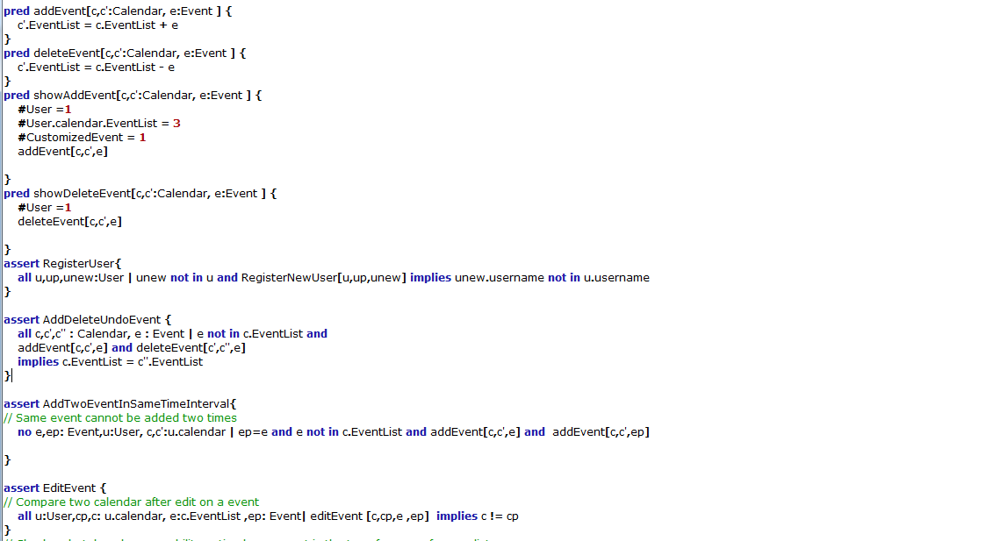 pred addEvent[c,c':Calendar, e:Event ] {
c'.EventList = c.EventList + e
}
pred deleteEvent[c,c':Calendar, e:Event ] {
c'.EventList = c.EventList - e
}
pred showAddEvent[c,c':Calendar, e:Event ] {
#User =1
#User.calendar.EventList = 3
#CustomizedEvent = 1
addEvent[c,c',e]
}
pred showDeleteEvent[c,c':Calendar, e:Event ] {
#User =1
deleteEvent[c,c',e]
}
assert RegisterUser{
all u,up,unew:User | unew not in u and RegisterNewUser[u,up,unew] implies unew.username not in u.username
}
assert AddDeleteUndoEvent {
all c,c',c'' : Calendar, e : Event | e not in c.EventList and
addEvent[c,c',e] and deleteEvent[c',c'',e]
implies c.EventList = c''.EventList
}
assert AddTwoEventInSameTimeInterval{
// Same event cannot be added two times
no e,ep: Event,u:User, c,c':u.calendar | ep=e and e not in c.EventList and addEvent[c,c',e] and  addEvent[c,c',ep]
}
assert EditEvent {
// Compare two calendar after edit on a event
all u:User,cp,c: u.calendar, e:c.EventList ,ep: Event| editEvent [c,cp,e ,ep]  implies c != cp
}